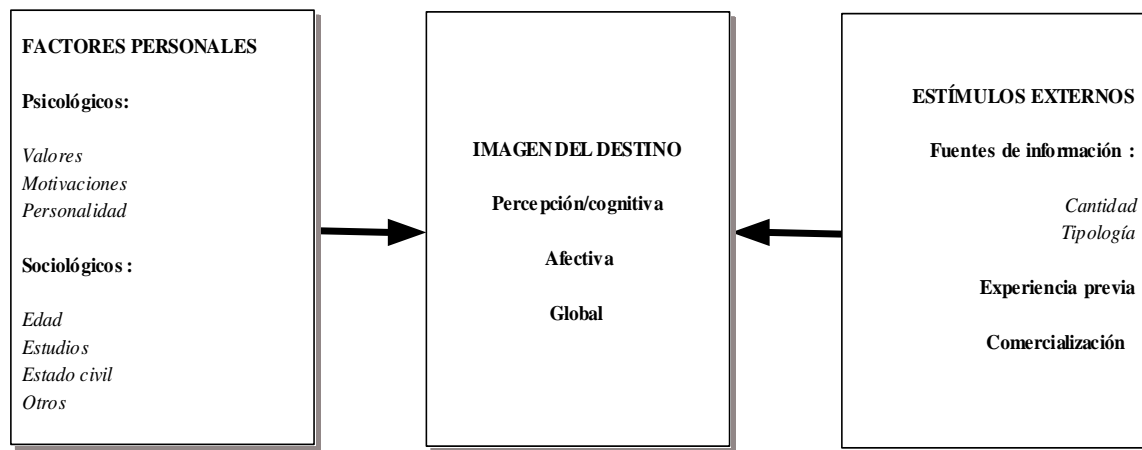 FACTORES PERSONALES
Psicológicos:
Valores
Motivaciones
Personalidad
Sociológicos :
Edad
Estudios
Estado civil
Otros
IMAGEN DEL DESTINO
Percepción/cognitiva
Afectiva
Global
ESTÍMULOS EXTERNOS
Fuentes de información :
Cantidad
Tipología
Experiencia previa
Comercialización